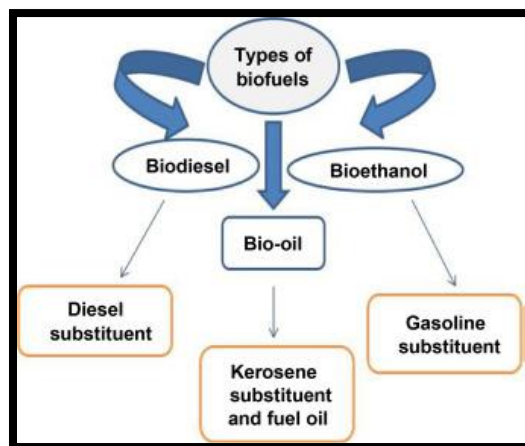 Types of
biofuels
Biodiesel
Bioethanol
Bio-oil
Diesel
substituent
Gasoline
substituent
Kerosene
substituent
and fuel oil